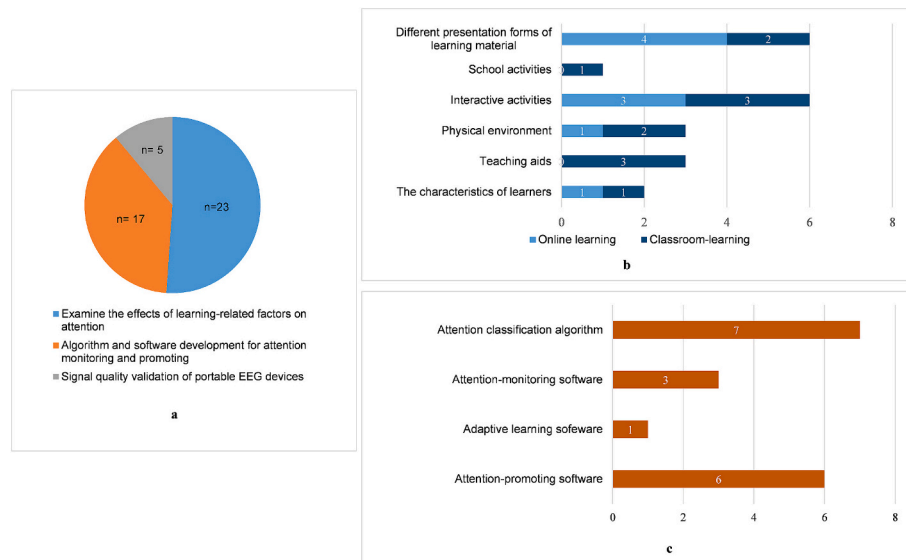 n= 5
n=23
n= 17
Examine the effects of learning-related factors on
attention
Algorithm and software development for attention
monitoring and promoting
Signal quality validation of portable EEG devices
a
Different presentation forms of
learning material
4
2
School activities
0
1
Interactive activities
3
3
Physical environment
1
2
Teaching aids
0
3
The characteristics of learners
1
1
0 2 4 6 8
Online learning Classroom-learning
b
Attention classification algorithm
7
Attention-monitoring software
3
Adaptive learning sofeware
1
Attention-promoting software
6
0 2 4 6 8
c